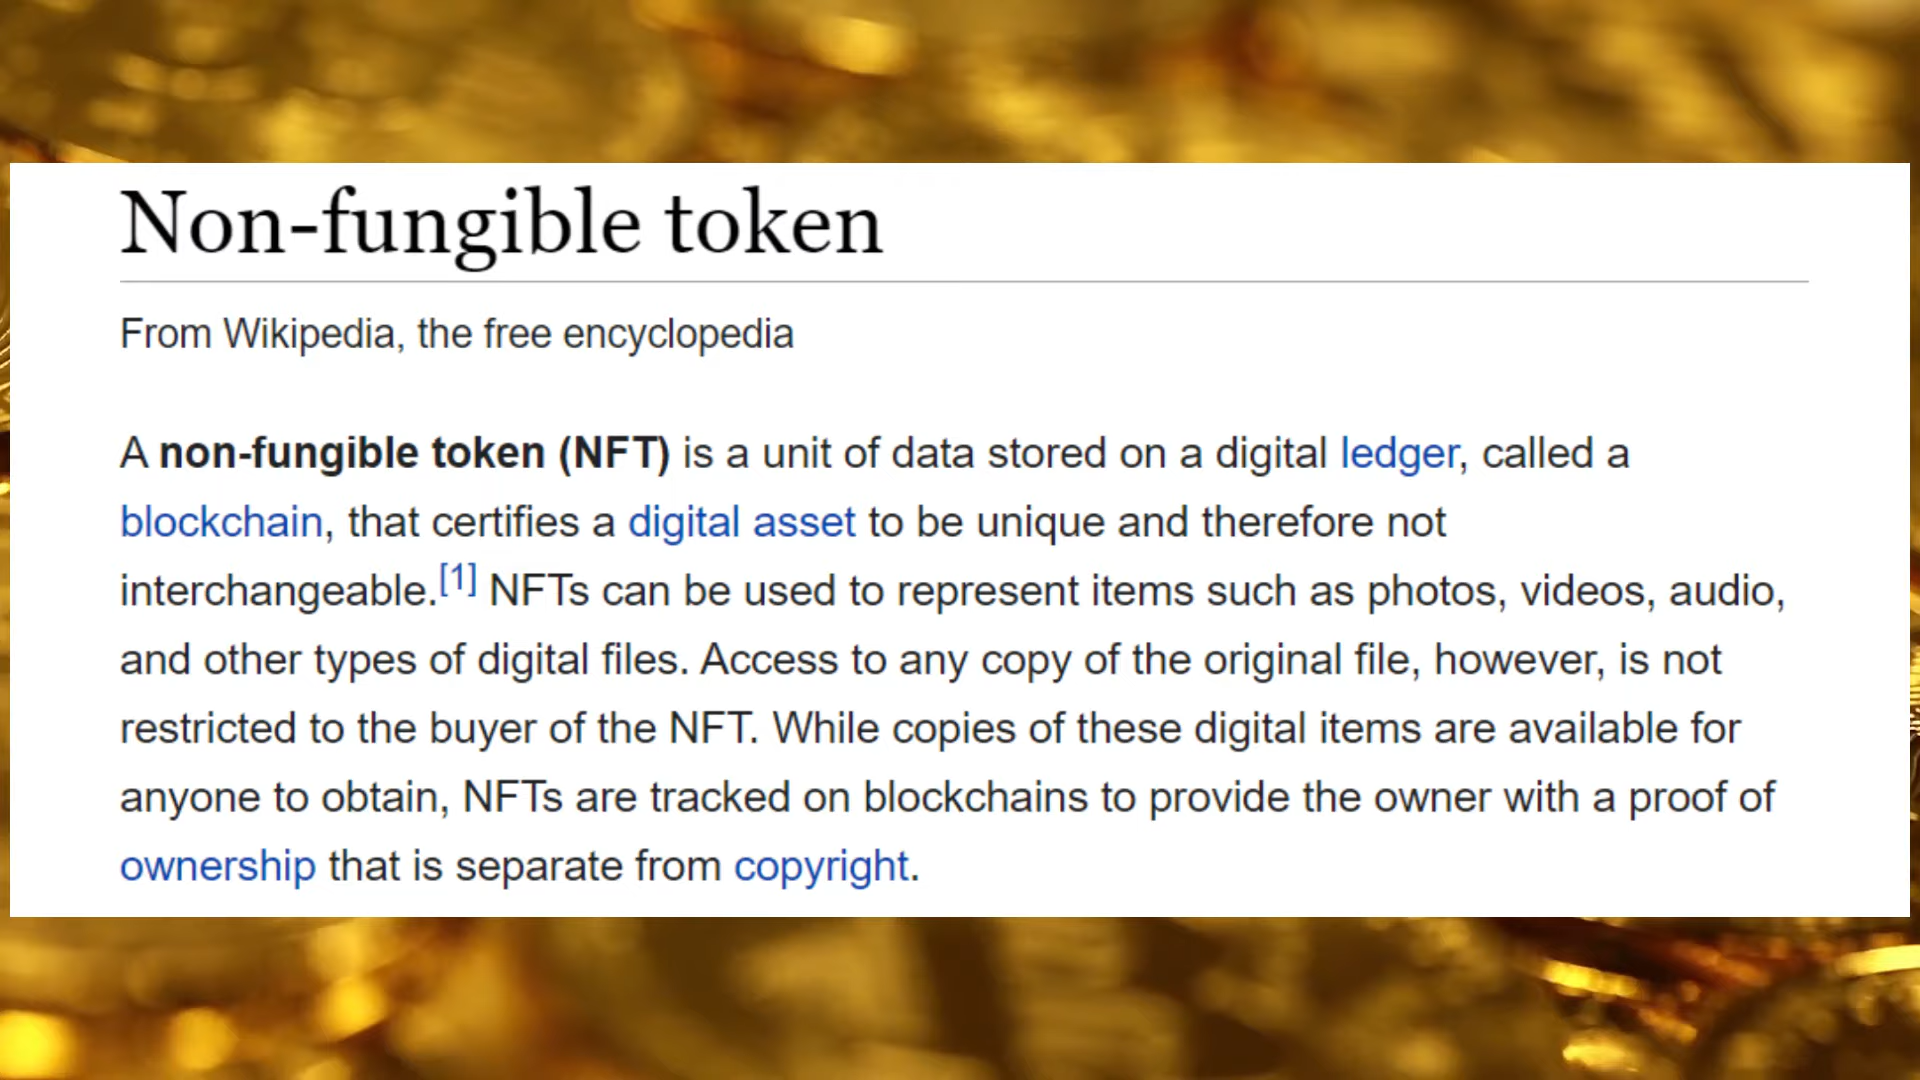 Non-fungible token
From Wikipedia, the free encyclopedia
A non-fungible token (NFT) is a unit of data stored on a digital ledger, called a
blockchain, that certifies a digital asset to be unique and therefore not
interchangeable.[1] NFTs can be used to represent items such as photos, videos, audio,
and other types of digital files. Access to any copy of the original file, however, is not
restricted to the buyer of the NFT. While copies of these digital items are available for
anyone to obtain, NFTs are tracked on blockchains to provide the owner with a proof of
ownership that is separate from copyright.